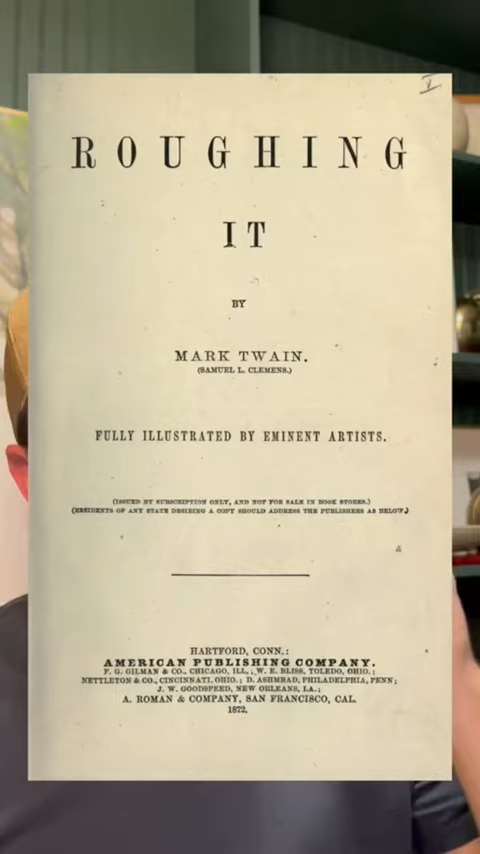 ROUGHING
IT
BY
MARK TWAIN.
(SAMUEL L. CLEMENS.)
FULLY ILLUSTRATED BY EMINENT ARTISTS.
(ISSUED BY SUBSCRIPTION ONLY, AND NOT FOR SALE IN BOOK STORES.)
(RESIDENTS OF ANY STATE DESIRING A COPY SHOULD ADDRESS THE PUBLISHERS AS BELOW.)
HARTFORD, CONN.:
AMERICAN PUBLISHING COMPANY.
F. G. GILMAN & CO., CHICAGO, ILL.; W. E. BLISS, TOLEDO, OHIO.;
NETTLETON & CO., CINCINNATI, OHIO.; D. ASHMEAD, PHILADELPHIA, PENN;
J. W. GOODSPEED, NEW ORLEANS, LA.;
A. ROMAN & COMPANY, SAN FRANCISCO, CAL.
1872.